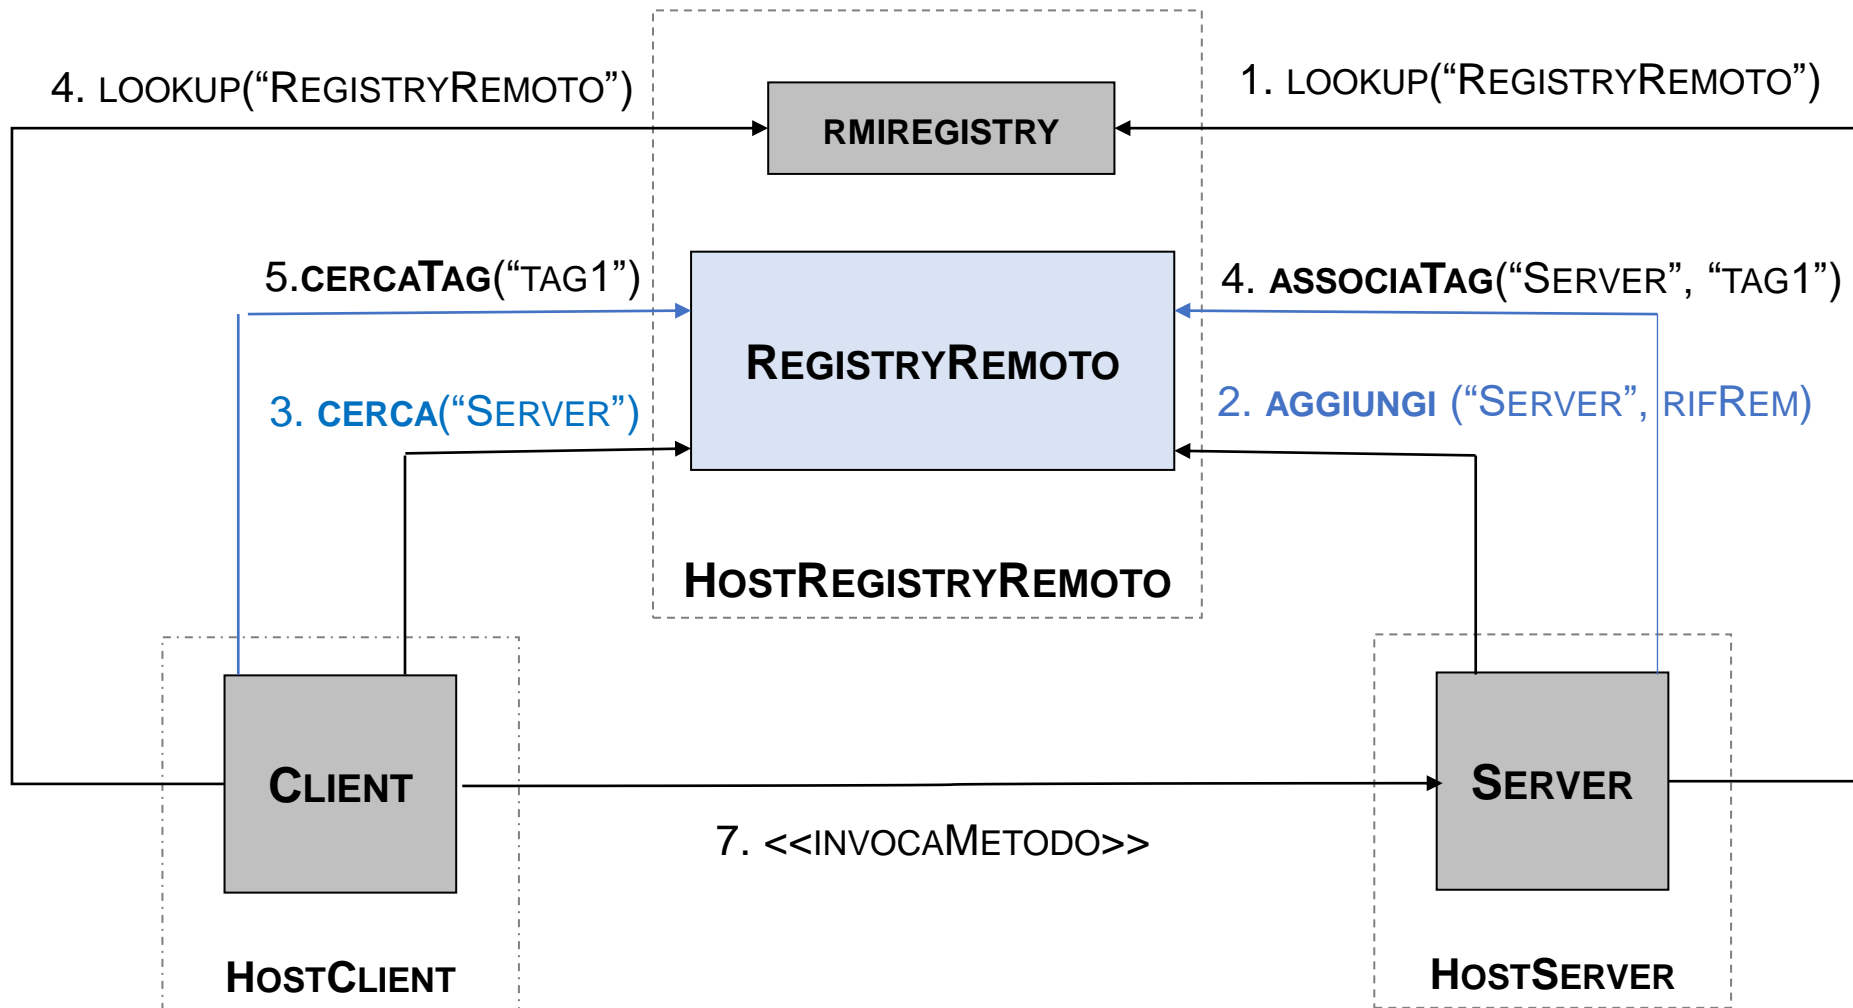 4. LOOKUP(“REGISTRYREMOTO”)
1. LOOKUP(“REGISTRYREMOTO”)
RMIREGISTRY
5.CERCATAG(“TAG1”)
4. ASSOCIATAG(“SERVER”, “TAG1”)
REGISTRYREMOTO
3. CERCA(“SERVER”)
2. AGGIUNGI (“SERVER”, RIFREM)
HOSTREGISTRYREMOTO
CLIENT
SERVER
7. <<INVOCAMETODO>>
HOSTCLIENT
HOSTSERVER